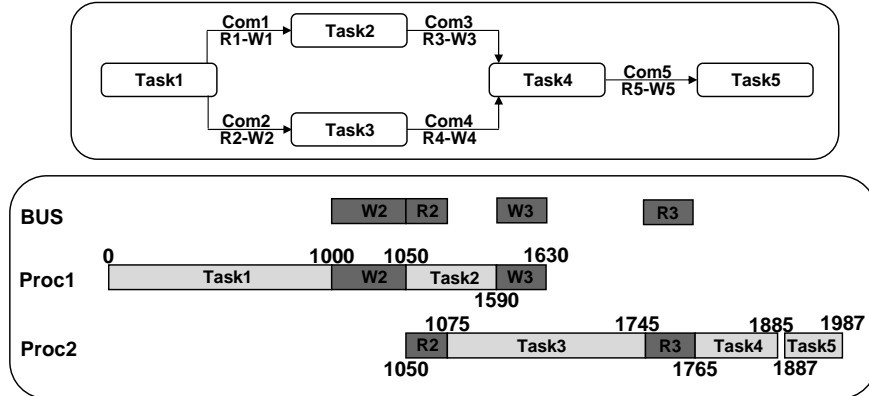 Com1
R1-W1
Task2
Com3
R3-W3
Task1
Task4
Com5
R5-W5
Task5
Com2
R2-W2
Task3
Com4
R4-W4
BUS
W2
R2
W3
R3
0
1000
1050
1630
Proc1
Task1
W2
Task2
W3
1590
1075
1745
1885
1987
Proc2
R2
Task3
R3
Task4
Task5
1050
1765
1887